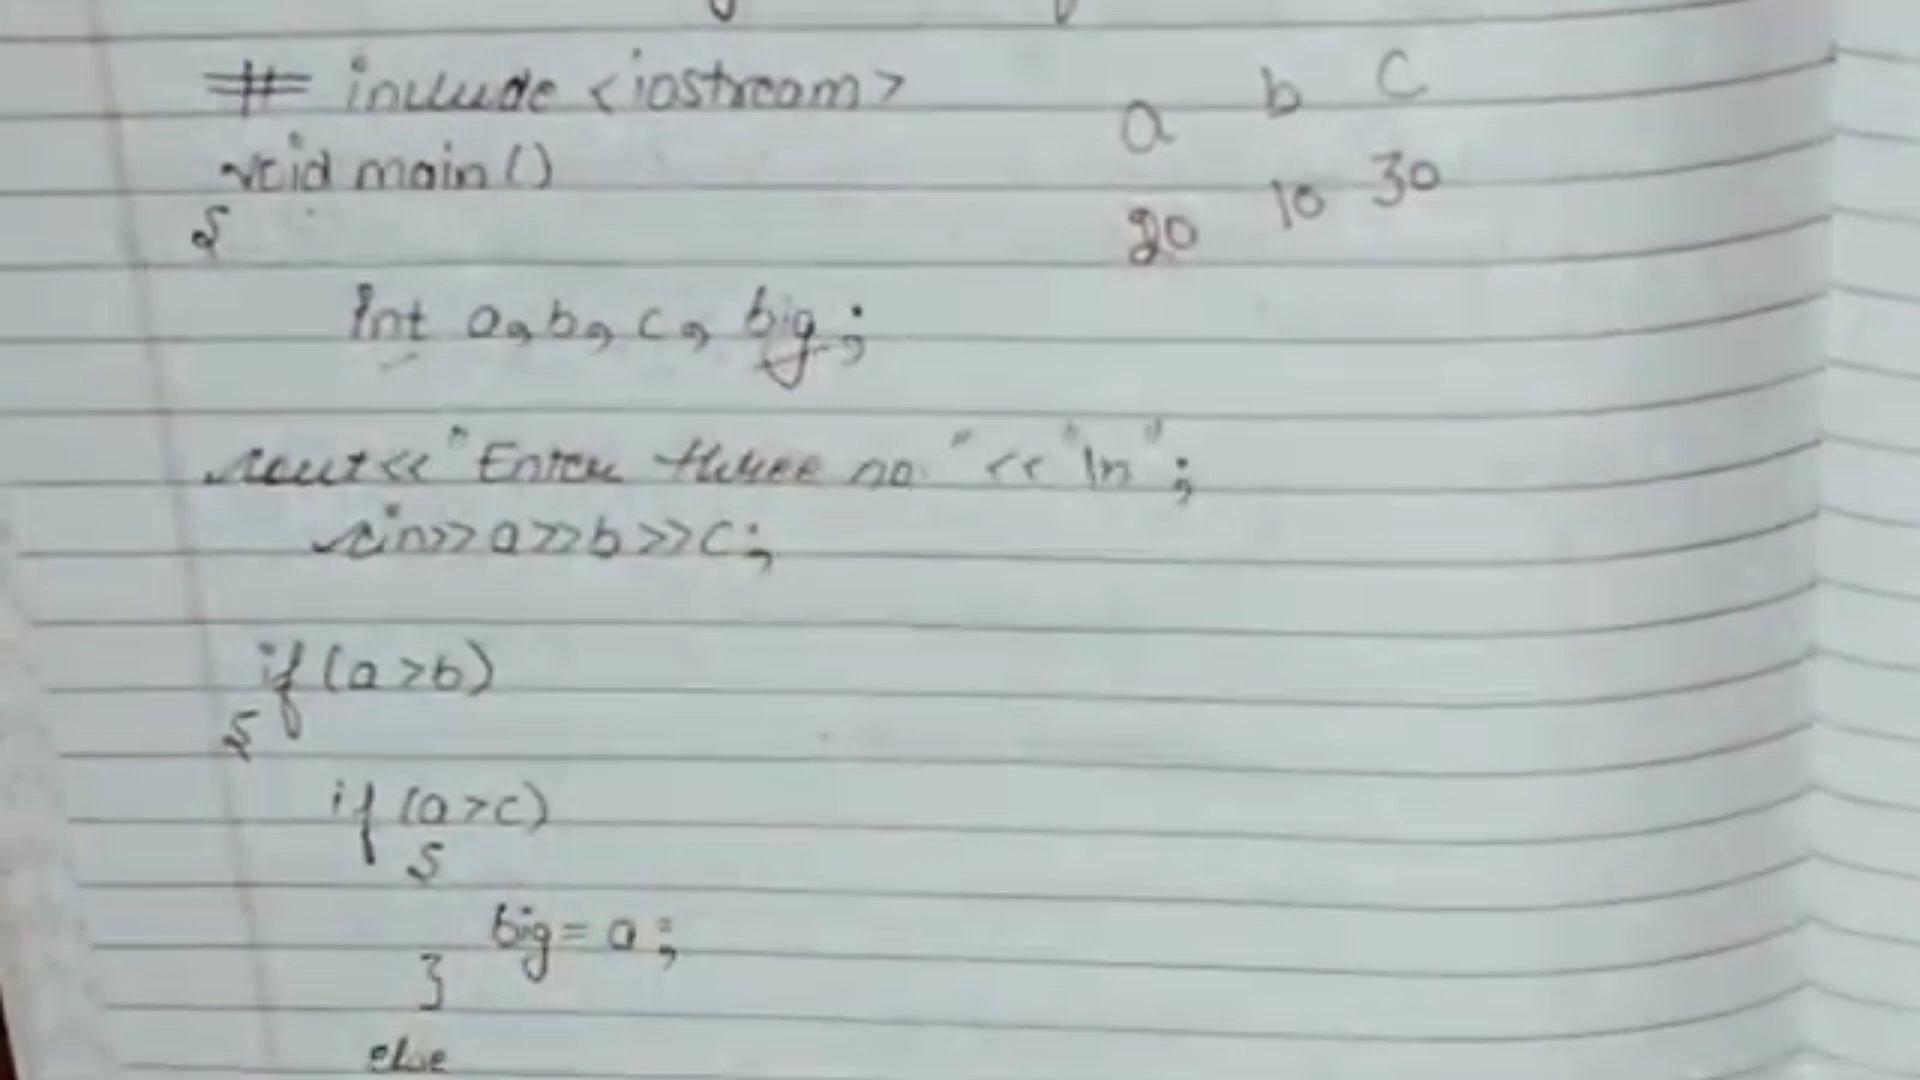 # include <iostream>
void main()
{
a b c
20 10 30
int a, b, c, big;
cout<< "Enter three no. " << "\n";
cin>>a>>b>>c;
if (a>b)
{
if (a>c)
{
big = a;
}
else